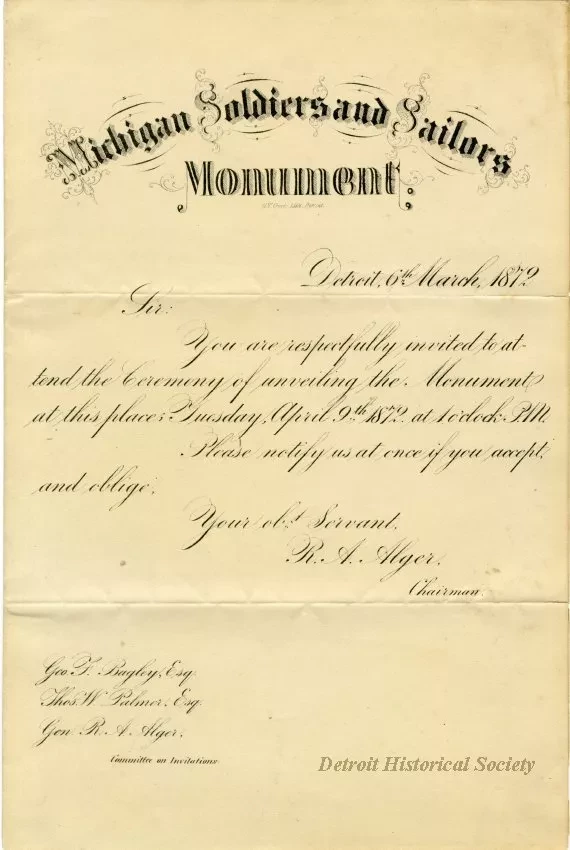 Michigan Soldiers and Sailors
Monument.
Detroit, 6th March, 1872
Sir:
You are respectfully invited to at-
tend the Ceremony of unveiling the Monument
at this place, Tuesday, April 9th 1872 at 1 o'clock P.M.
Please notify us at once if you accept,
and oblige,
Your obt Servant,
R. A. Alger,
Chairman.
Geo. F. Bagley, Esq.
Thos. W. Palmer, Esq.
Gen. R. A. Alger,
Committee on Invitations.
Detroit Historical Society